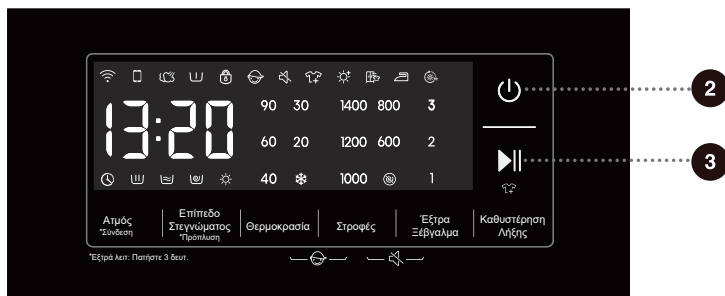 13:20
90 30 1400 800 3
60 20 1200 600 2
40 1000 1
2
3
Ατμός
*Σύνδεση
Επίπεδο
Στεγνώματος
*Πρόπλυση
Θερμοκρασία
Στροφές
Έξτρα
Ξέβγαλμα
Καθυστέρηση
Λήξης
*Έξτρά λειτ: Πατήστε 3 δευτ.